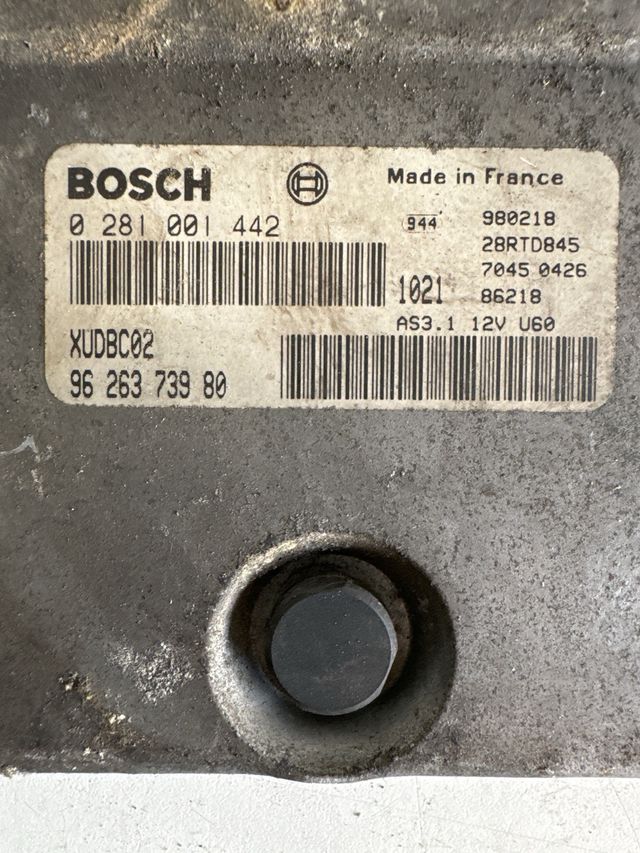 BOSCH
Made in France
0 281 001 442
944
980218
28RTD845
7045 0426
1021
86218
AS3.1 12V U60
XUDBC02
96 263 739 80